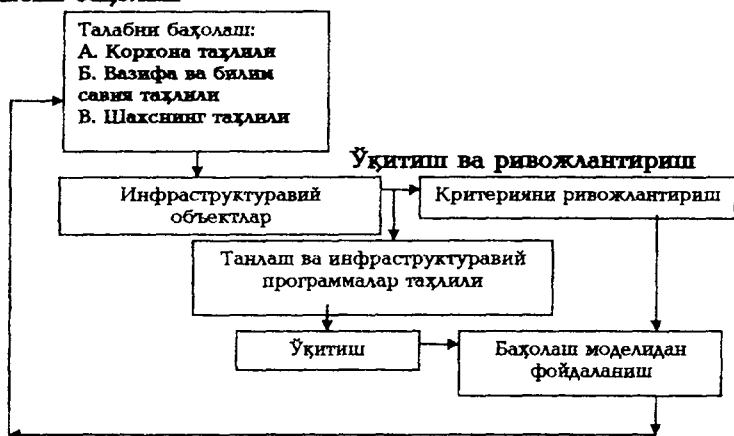 Талабни баҳолаш:
А. Корхона таҳлили
Б. Вазифа ва билим
савия таҳлили
В. Шахснинг таҳлили
Ўқитиш ва ривожлантириш
Инфраструктуравий
объектлар
Критерияни ривожлантириш
Танлаш ва инфраструктуравий
программалар таҳлили
Ўқитиш
Баҳолаш моделидан
фойдаланиш